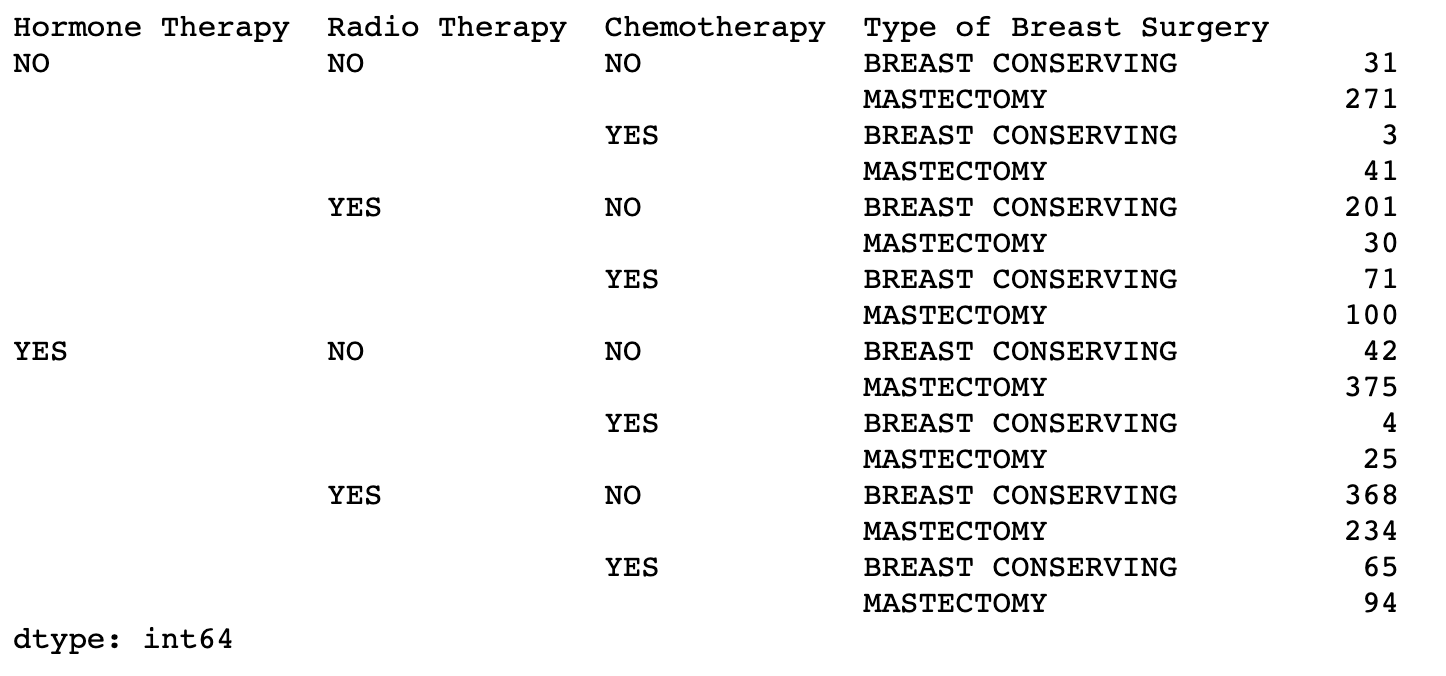 Hormone Therapy  Radio Therapy  Chemotherapy  Type of Breast Surgery
NO               NO             NO            BREAST CONSERVING          31
                                              MASTECTOMY                271
                                YES           BREAST CONSERVING           3
                                              MASTECTOMY                 41
                 YES            NO            BREAST CONSERVING         201
                                              MASTECTOMY                 30
                                YES           BREAST CONSERVING          71
                                              MASTECTOMY                100
YES              NO             NO            BREAST CONSERVING          42
                                              MASTECTOMY                375
                                YES           BREAST CONSERVING           4
                                              MASTECTOMY                 25
                 YES            NO            BREAST CONSERVING         368
                                              MASTECTOMY                234
                                YES           BREAST CONSERVING          65
                                              MASTECTOMY                 94
dtype: int64